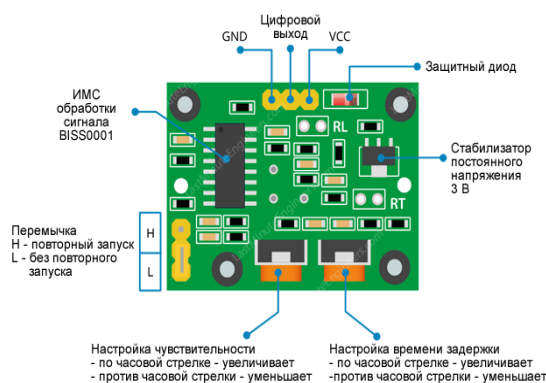 Цифровой
выход
GND
VCC
Защитный диод
ИМС
обработки
сигнала
BISS0001
RL
Стабилизатор
постоянного
напряжения
3 В
RT
Перемычка
H - повторный запуск
L - без повторного
запуска
H
L
Настройка чувствительности
- по часовой стрелке - увеличивает
- против часовой стрелки - уменьшает
Настройка времени задержки
- по часовой стрелке - увеличивает
-против часовой стрелки - уменьшает